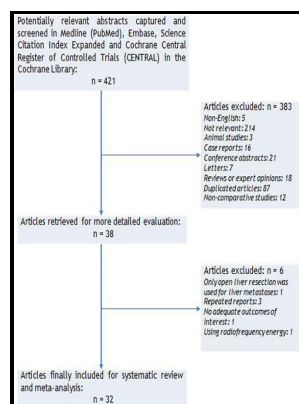 Potentially relevant abstracts captured and
screened in Medline (PubMed), Embase, Science
Citation Index Expanded and Cochrane Central
Register of Controlled Trials (CENTRAL) in the
Cochrane Library:
n = 421
Articles excluded: n = 383
Non-English: 5
Not relevant: 214
Animal studies: 3
Case reports: 16
Conference abstracts: 21
Letters: 7
Reviews or expert opinions: 18
Duplicated articles: 87
Non-comparative studies: 12
Articles retrieved for more detailed evaluation:
n = 38
Articles excluded: n = 6
Only open liver resection was
used for liver metastases: 1
Repeated reports: 3
No adequate outcomes of
interest: 1
Using radiofrequency energy: 1
Articles finally included for systematic review
and meta-analysis:
n = 32